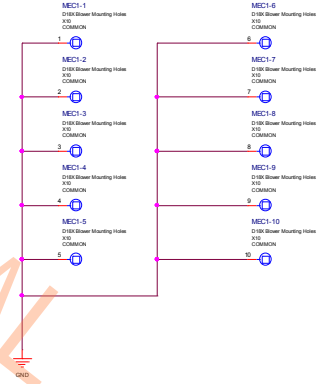 MEC1-1
D18X Blower Mounting Holes
X10
COMMON
1
MEC1-2
D18X Blower Mounting Holes
X10
COMMON
2
MEC1-3
D18X Blower Mounting Holes
X10
COMMON
3
MEC1-4
D18X Blower Mounting Holes
X10
COMMON
4
MEC1-5
D18X Blower Mounting Holes
X10
COMMON
5
MEC1-6
D18X Blower Mounting Holes
X10
COMMON
6
MEC1-7
D18X Blower Mounting Holes
X10
COMMON
7
MEC1-8
D18X Blower Mounting Holes
X10
COMMON
8
MEC1-9
D18X Blower Mounting Holes
X10
COMMON
9
MEC1-10
D18X Blower Mounting Holes
X10
COMMON
10
GND